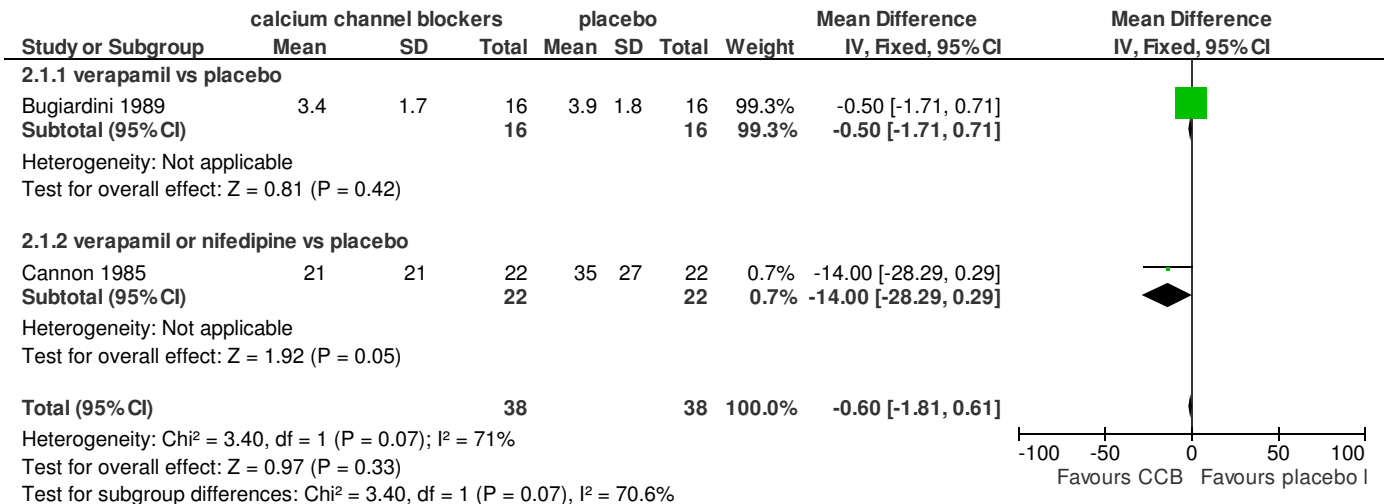 calcium channel blockers placebo Mean Difference Mean Difference
Study or Subgroup Mean SD Total Mean SD Total Weight IV, Fixed, 95% CI IV, Fixed, 95% CI
2.1.1 verapamil vs placebo
Bugiardini 1989 3.4 1.7 16 3.9 1.8 16 99.3% -0.50 [-1.71, 0.71]
Subtotal (95% CI) 16 16 99.3% -0.50 [-1.71, 0.71]
Heterogeneity: Not applicable
Test for overall effect: Z = 0.81 (P = 0.42)
2.1.2 verapamil or nifedipine vs placebo
Cannon 1985 21 21 22 35 27 22 0.7% -14.00 [-28.29, 0.29]
Subtotal (95% CI) 22 22 0.7% -14.00 [-28.29, 0.29]
Heterogeneity: Not applicable
Test for overall effect: Z = 1.92 (P = 0.05)
Total (95% CI) 38 38 100.0% -0.60 [-1.81, 0.61]
Heterogeneity: Chi² = 3.40, df = 1 (P = 0.07); I² = 71%
Test for overall effect: Z = 0.97 (P = 0.33)
Test for subgroup differences: Chi² = 3.40, df = 1 (P = 0.07), I² = 70.6%
-100 -50 0 50 100
Favours CCB Favours placebo l